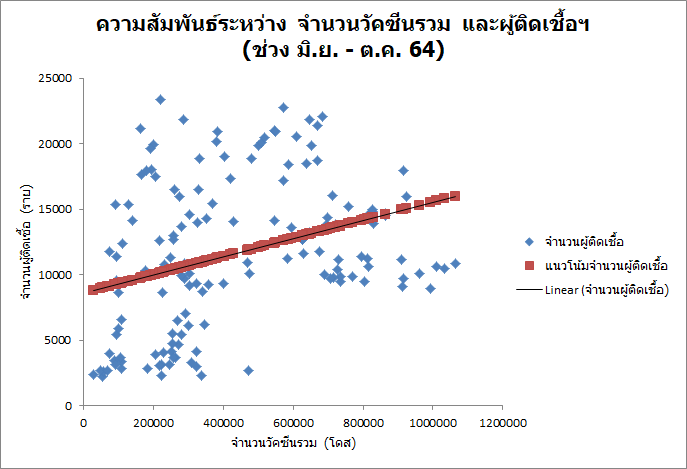 ความสัมพันธ์ระหว่าง จำนวนวัคซีนรวม และผู้ติดเชื้อฯ
(ช่วง มิ.ย. - ต.ค. 64)
25000
20000
15000
10000
5000
0
จำนวนผู้ติดเชื้อ (ราย)
0
200000
400000
600000
800000
1000000
1200000
จำนวนวัคซีนรวม (โดส)
จำนวนผู้ติดเชื้อ
แนวโน้มจำนวนผู้ติดเชื้อ
Linear (จำนวนผู้ติดเชื้อ)